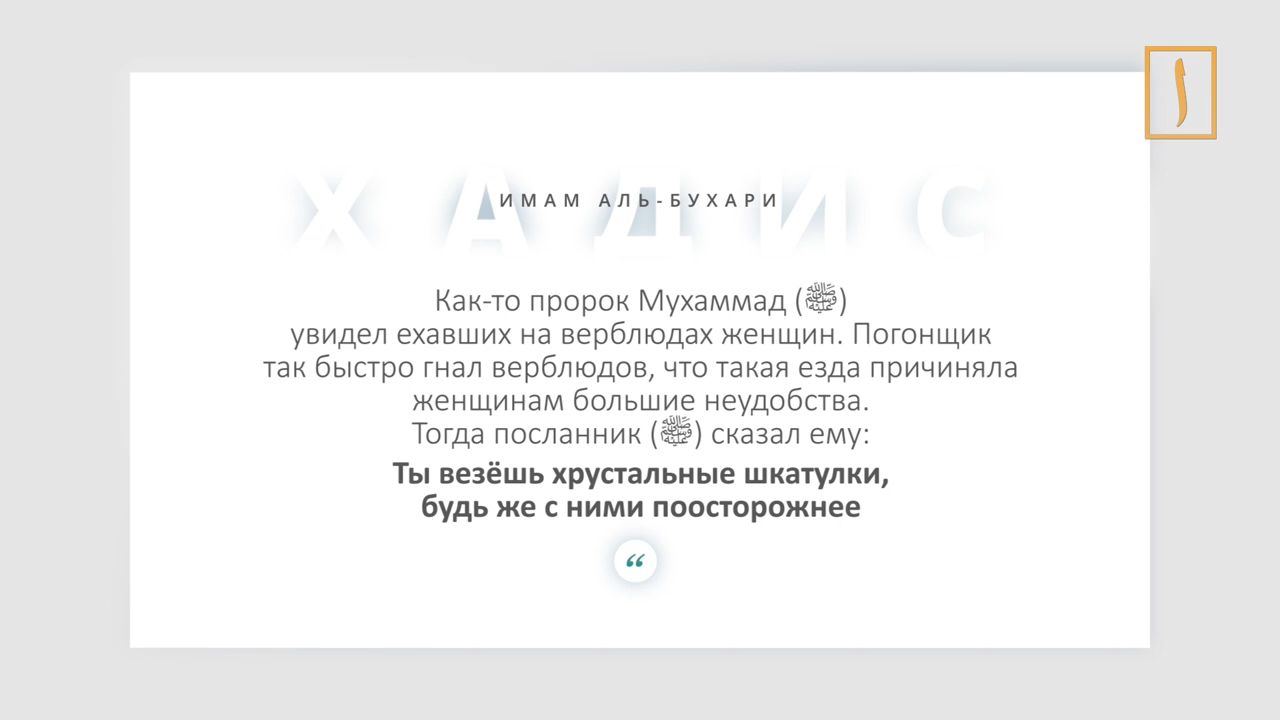 ХАДИС
ИМАМ АЛЬ-БУХАРИ
Как-то пророк Мухаммад (ﷺ)
увидел ехавших на верблюдах женщин. Погонщик
так быстро гнал верблюдов, что такая езда причиняла
женщинам большие неудобства.
Тогда посланник (ﷺ) сказал ему:
Ты везёшь хрустальные шкатулки,
будь же с ними поосторожнее
“